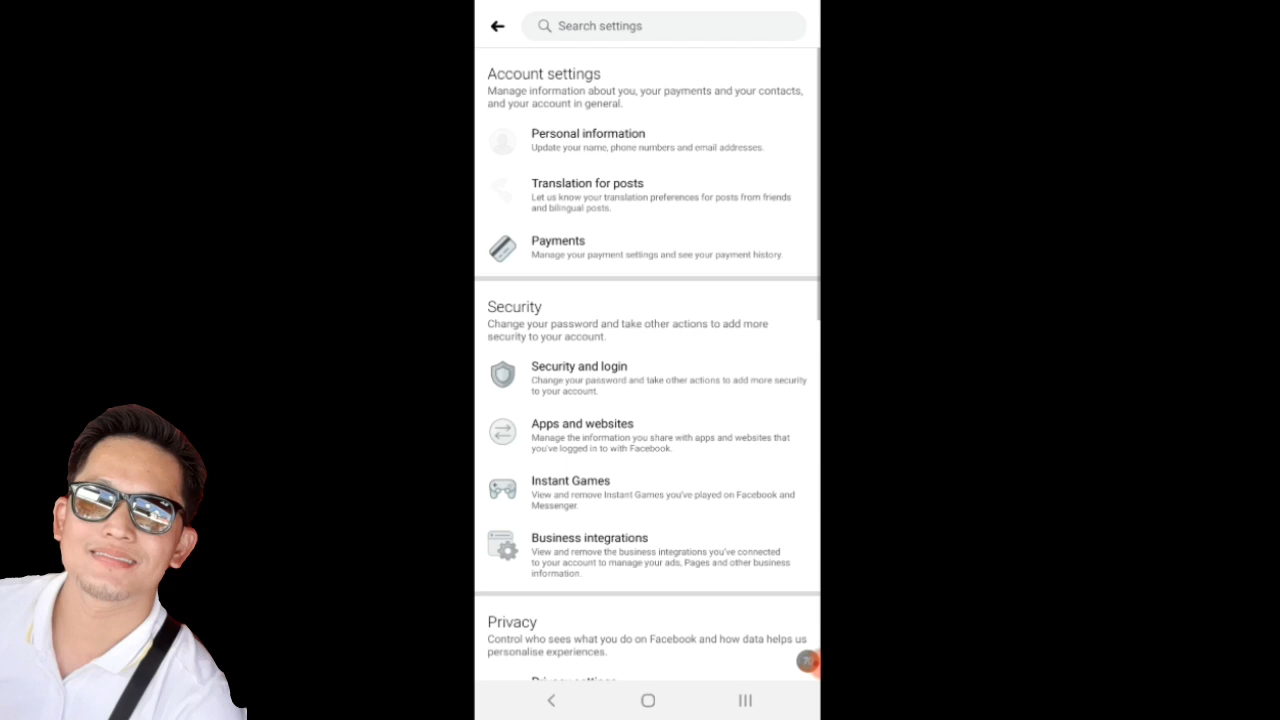 Search settings
Account settings
Manage information about you, your payments and your contacts,
and your account in general.
Personal information
Update your name, phone numbers and email addresses.
Translation for posts
Let us know your translation preferences for posts from friends
and bilingual posts.
Payments
Manage your payment settings and see your payment history.
Security
Change your password and take other actions to add more
security to your account.
Security and login
Change your password and take other actions to add more security
to your account.
Apps and websites
Manage the information you share with apps and websites that
you've logged in to with Facebook.
Instant Games
View and remove Instant Games you've played on Facebook and
Messenger.
Business integrations
View and remove the business integrations you've connected
to your account to manage your ads, Pages and other business
information.
Privacy
Control who sees what you do on Facebook and how data helps us
personalise experiences.